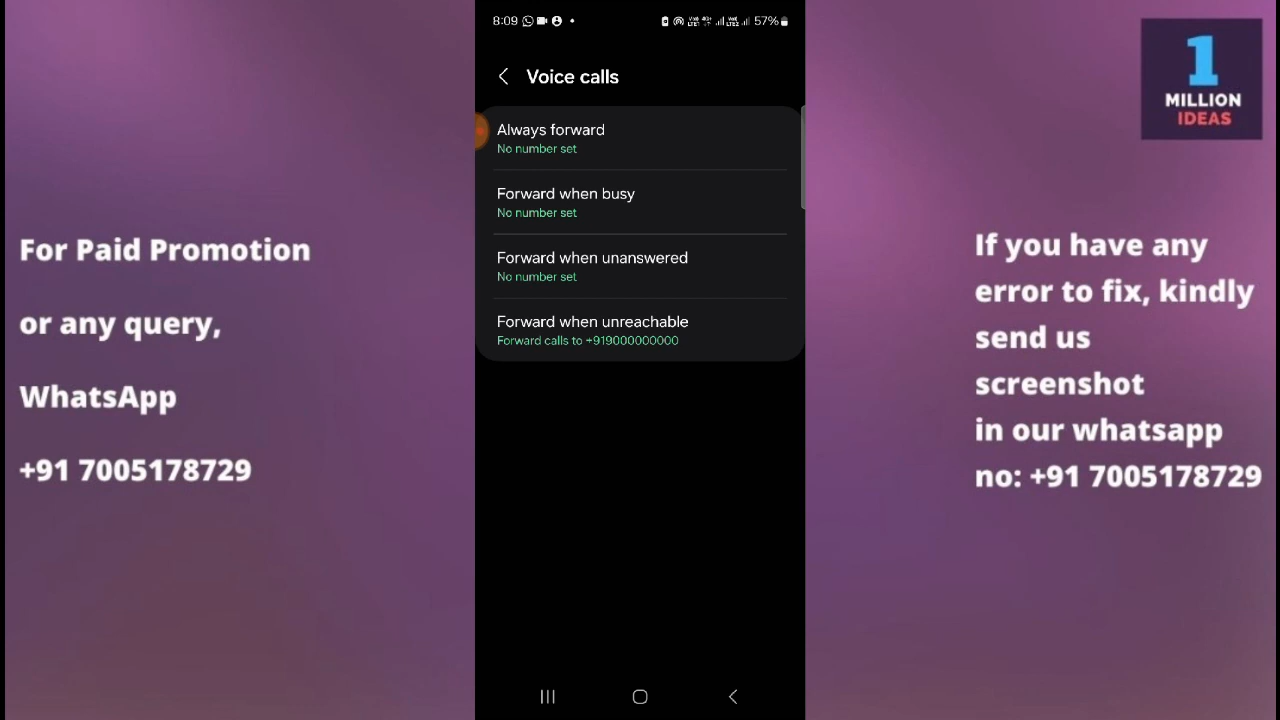 For Paid Promotion
or any query,
WhatsApp
+91 7005178729
8:09
57%
Voice calls
Always forward
No number set
Forward when busy
No number set
Forward when unanswered
No number set
Forward when unreachable
Forward calls to +919000000000
1
MILLION
IDEAS
If you have any
error to fix, kindly
send us
screenshot
in our whatsapp
no: +91 7005178729